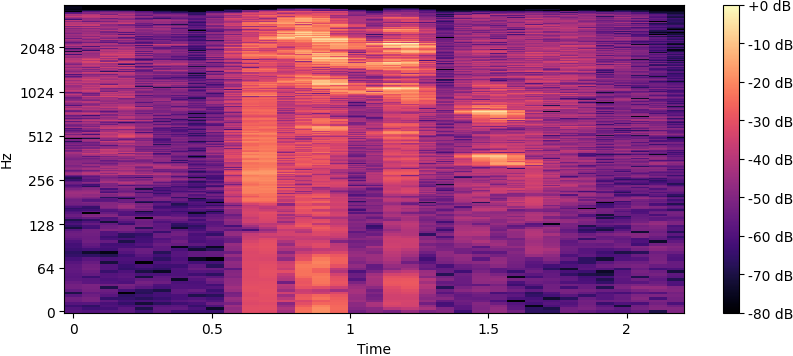 +0 dB
2048
-10 dB
1024
-20 dB
512
-30 dB
Hz
256
-40 dB
128
-50 dB
64
-60 dB
0
-70 dB
-80 dB
0
0.5
1
1.5
2
Time